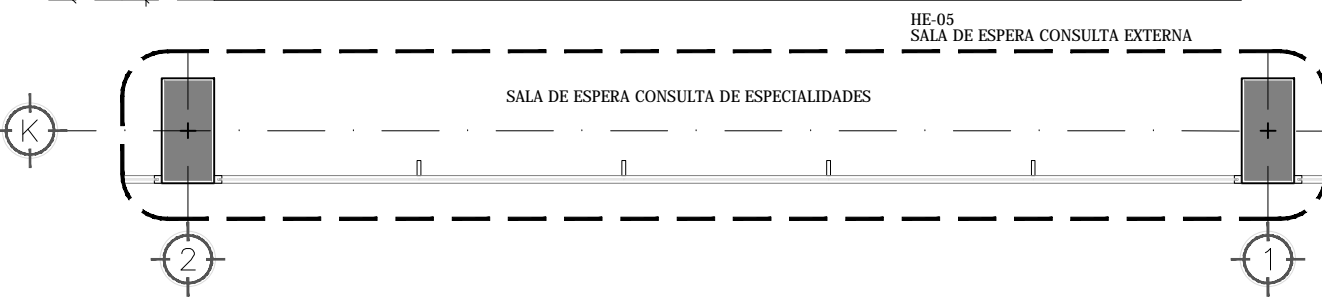 HE-05
SALA DE ESPERA CONSULTA EXTERNA
SALA DE ESPERA CONSULTA DE ESPECIALIDADES
K
2
1